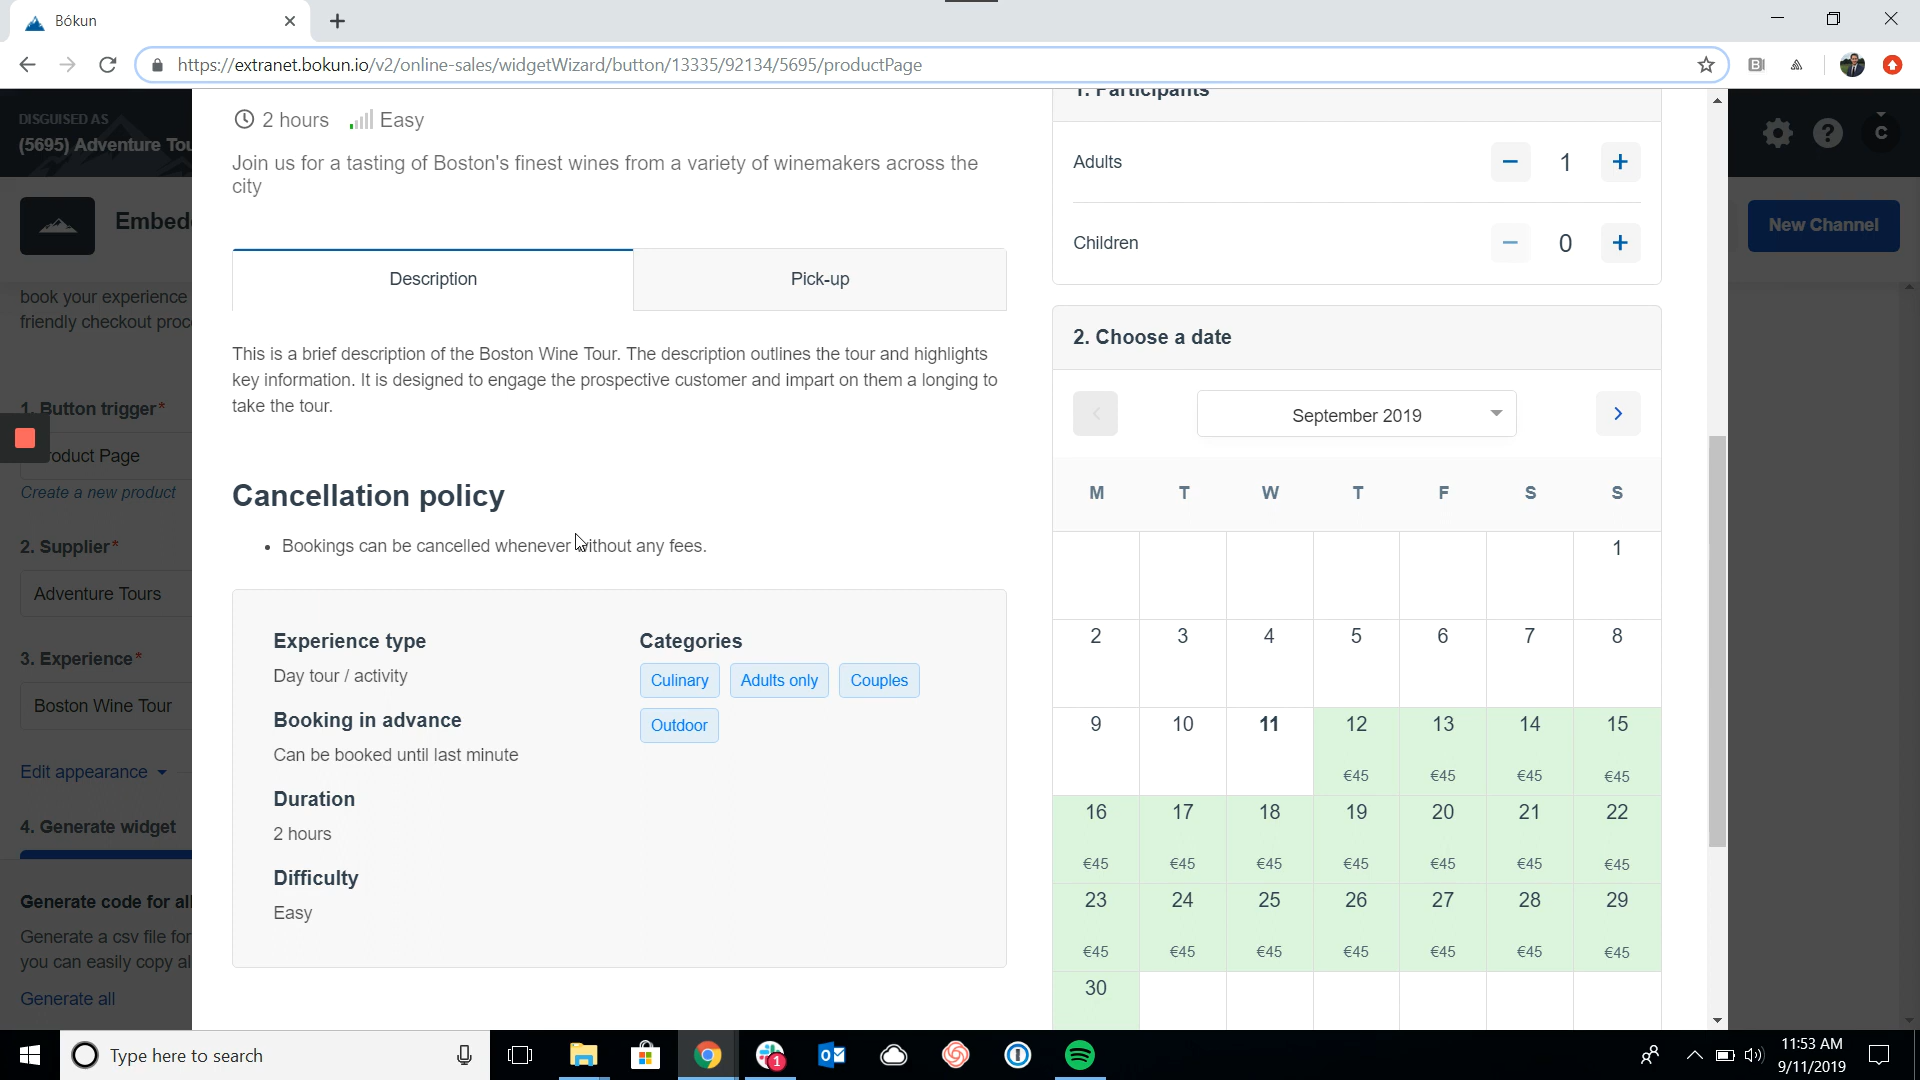 Bókun
https://extranet.bokun.io/v2/online-sales/widgetWizard/button/13335/92134/5695/productPage
DISGUISED AS
(5695) Adventure Tou
C
Embed
New Channel
book your experience
friendly checkout proc
1. Button trigger*
oduct Page
Create a new product
2. Supplier*
Adventure Tours
3. Experience*
Boston Wine Tour
Edit appearance
4. Generate widget
Generate code for all
Generate a csv file for
you can easily copy al
Generate all
2 hours Easy
Join us for a tasting of Boston's finest wines from a variety of winemakers across the
city
Description Pick-up
This is a brief description of the Boston Wine Tour. The description outlines the tour and highlights
key information. It is designed to engage the prospective customer and impart on them a longing to
take the tour.
Cancellation policy
• Bookings can be cancelled whenever without any fees.
Experience type
Day tour / activity
Booking in advance
Can be booked until last minute
Duration
2 hours
Difficulty
Easy
Categories
Culinary Adults only Couples
Outdoor
1. Participants
Adults − 1 +
Children − 0 +
2. Choose a date
September 2019
M T W T F S S
1
2 3 4 5 6 7 8
9 10 11 12 13 14 15
€45 €45 €45 €45
16 17 18 19 20 21 22
€45 €45 €45 €45 €45 €45 €45
23 24 25 26 27 28 29
€45 €45 €45 €45 €45 €45 €45
30
Type here to search
1
11:53 AM
9/11/2019